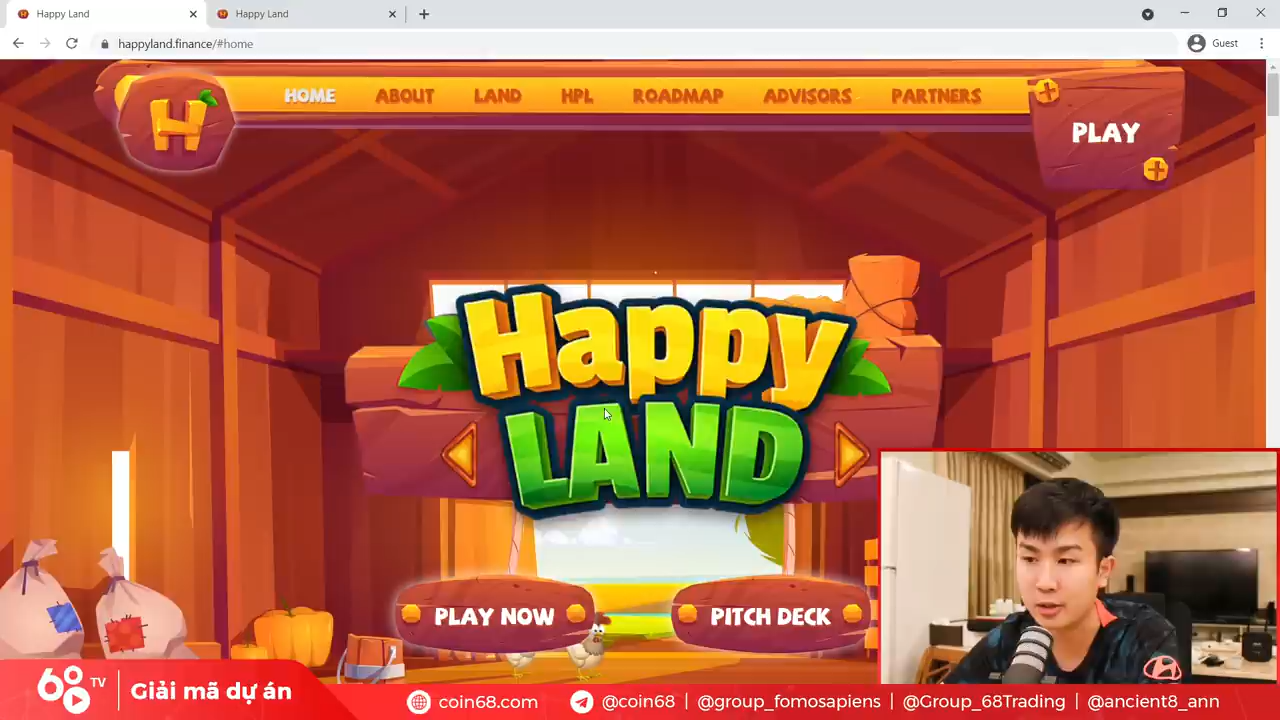 Happy Land
Happy Land
happyland.finance/#home
Guest
H
HOME
ABOUT
LAND
HPL
ROADMAP
ADVISORS
PARTNERS
PLAY
Happy
LAND
PLAY NOW
PITCH DECK
68 TV
Giải mã dự án
coin68.com
@coin68 | @group_fomosapiens | @Group_68Trading | @ancient8_ann